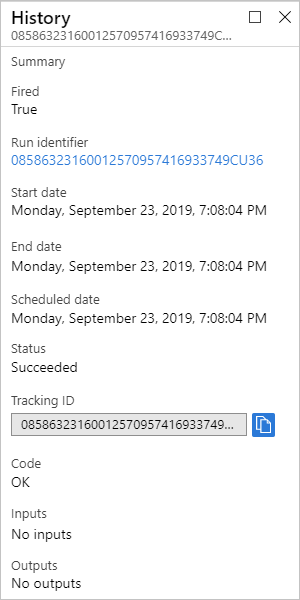 History
08586323160012570957416933749C...
Summary
Fired
True
Run identifier
08586323160012570957416933749CU36
Start date
Monday, September 23, 2019, 7:08:04 PM
End date
Monday, September 23, 2019, 7:08:04 PM
Scheduled date
Monday, September 23, 2019, 7:08:04 PM
Status
Succeeded
Tracking ID
08586323160012570957416933749...
Code
OK
Inputs
No inputs
Outputs
No outputs